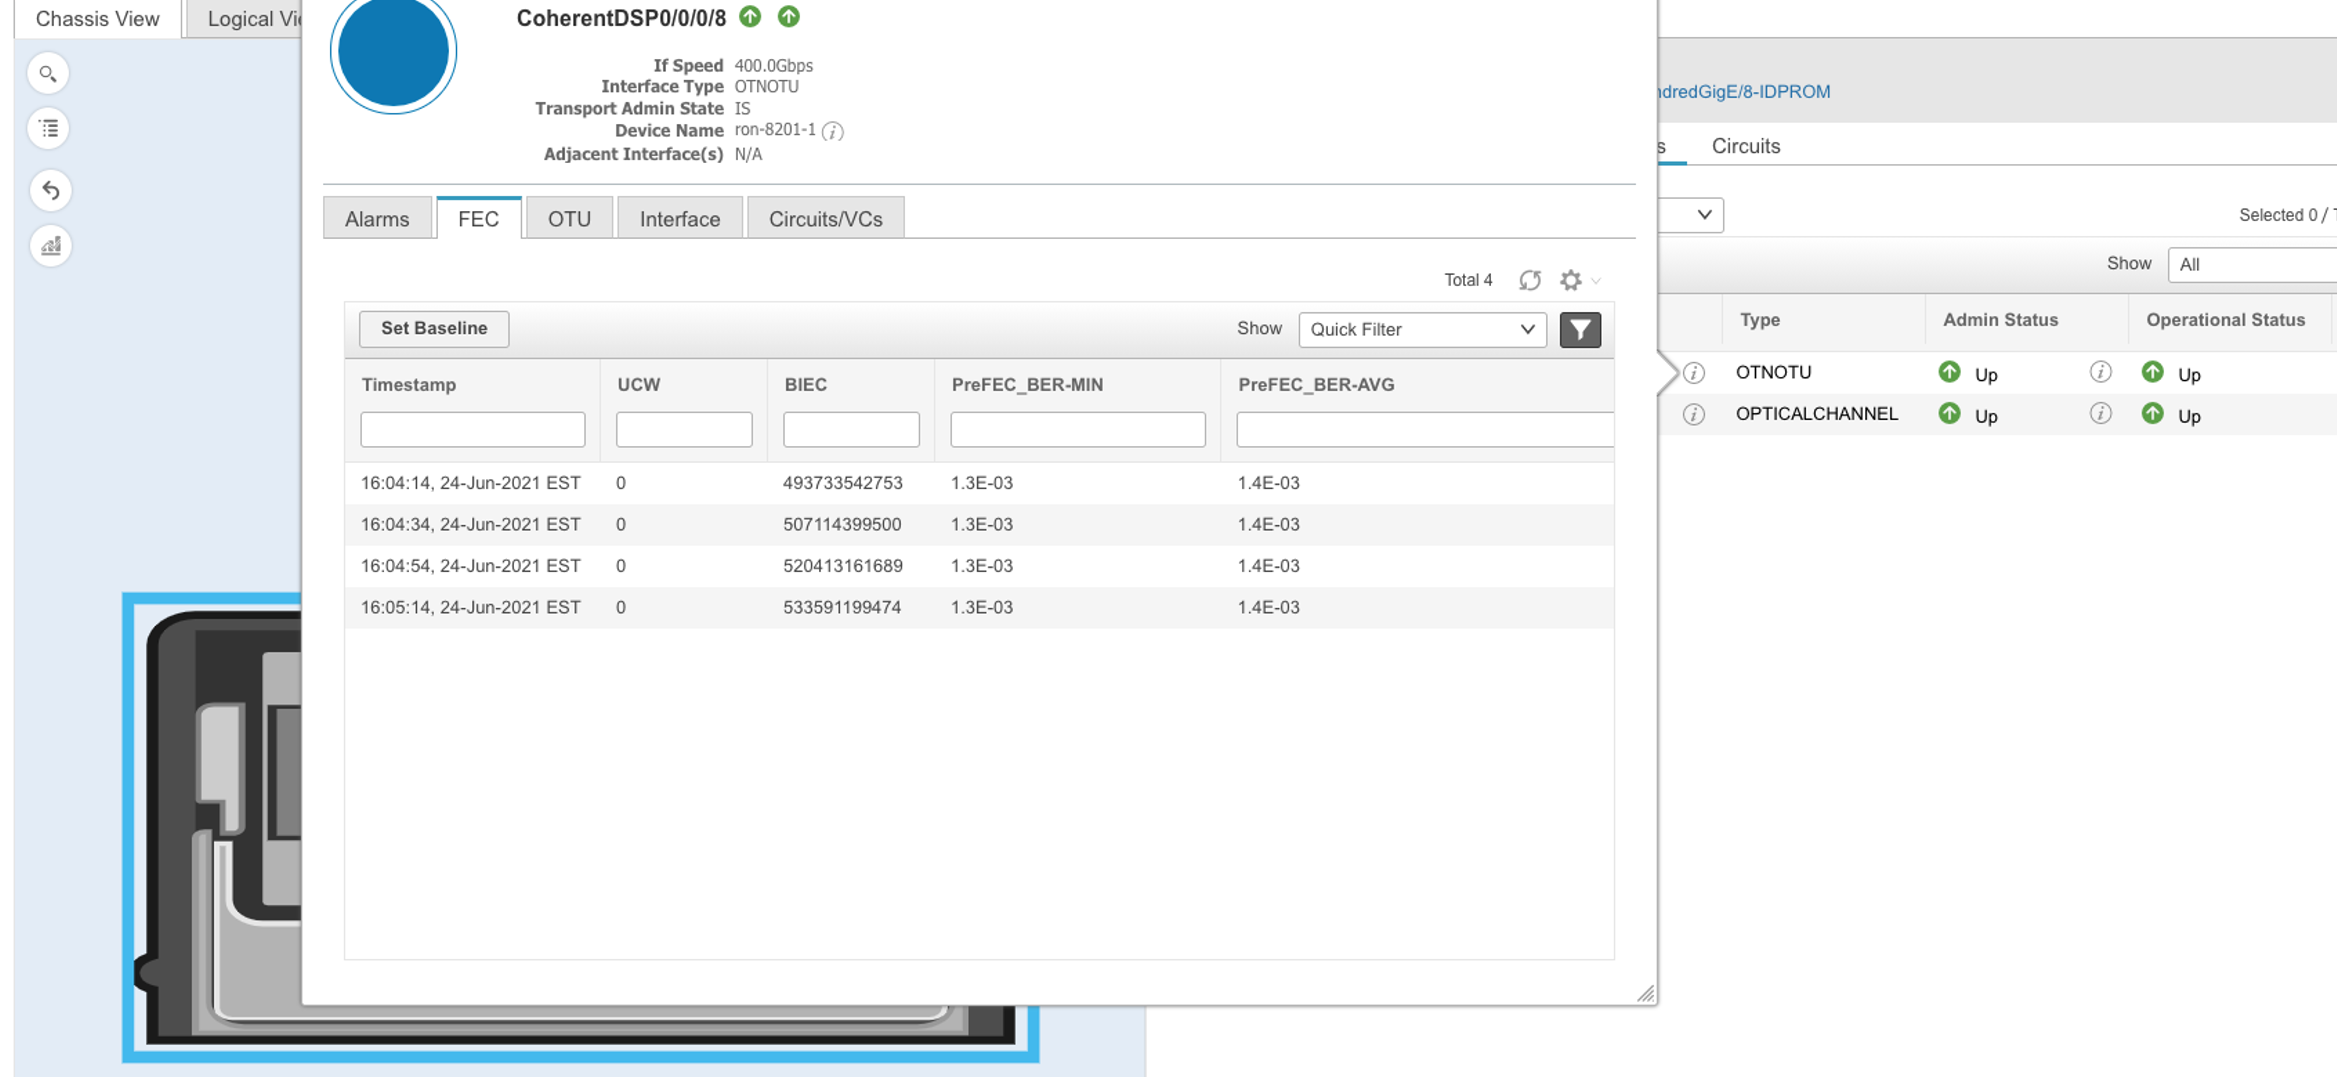 Chassis View
Logical Vi
CoherentDSP0/0/0/8
If Speed 400.0Gbps
Interface Type OTNOTU
Transport Admin State IS
Device Name ron-8201-1
Adjacent Interface(s) N/A
ndredGigE/8-IDPROM
s Circuits
Alarms FEC OTU Interface Circuits/VCs
Selected 0 / T
Total 4
Show All
Set Baseline Show Quick Filter
Type Admin Status Operational Status
OTNOTU Up Up
OPTICALCHANNEL Up Up
Timestamp UCW BIEC PreFEC_BER-MIN PreFEC_BER-AVG
16:04:14, 24-Jun-2021 EST 0 493733542753 1.3E-03 1.4E-03
16:04:34, 24-Jun-2021 EST 0 507114399500 1.3E-03 1.4E-03
16:04:54, 24-Jun-2021 EST 0 520413161689 1.3E-03 1.4E-03
16:05:14, 24-Jun-2021 EST 0 533591199474 1.3E-03 1.4E-03